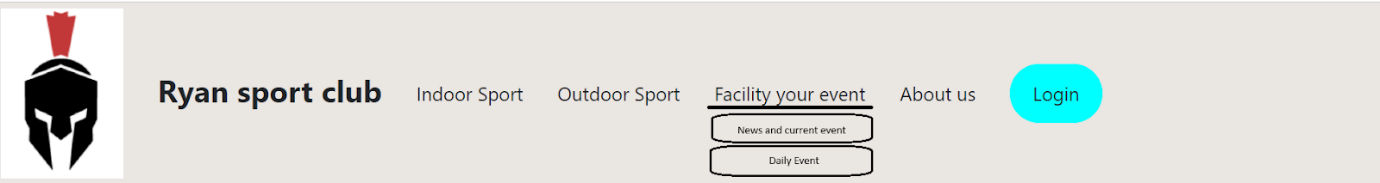 Ryan sport club Indoor Sport Outdoor Sport Facility your event About us Login
News and current event
Daily Event